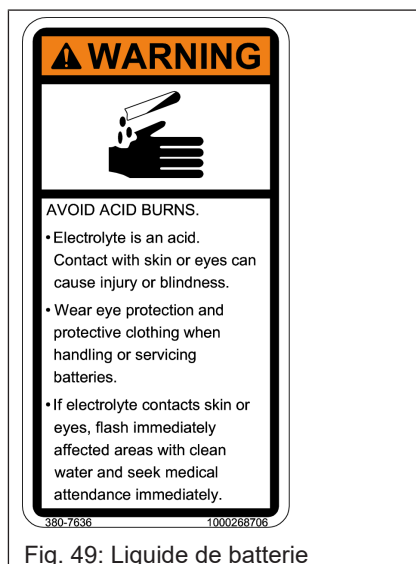 WARNING
AVOID ACID BURNS.
• Electrolyte is an acid.
Contact with skin or eyes can
cause injury or blindness.
• Wear eye protection and
protective clothing when
handling or servicing
batteries.
• If electrolyte contacts skin or
eyes, flash immediately
affected areas with clean
water and seek medical
attendance immediately.
380-7636 1000268706
Fig. 49: Liquide de batterie